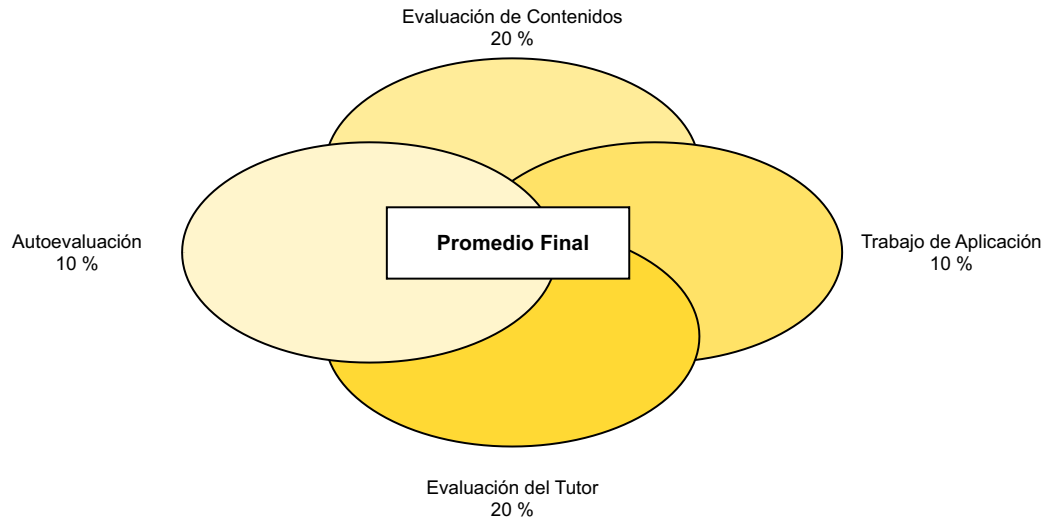 Evaluación de Contenidos
20 %
Autoevaluación
10 %
Promedio Final
Trabajo de Aplicación
10 %
Evaluación del Tutor
20 %